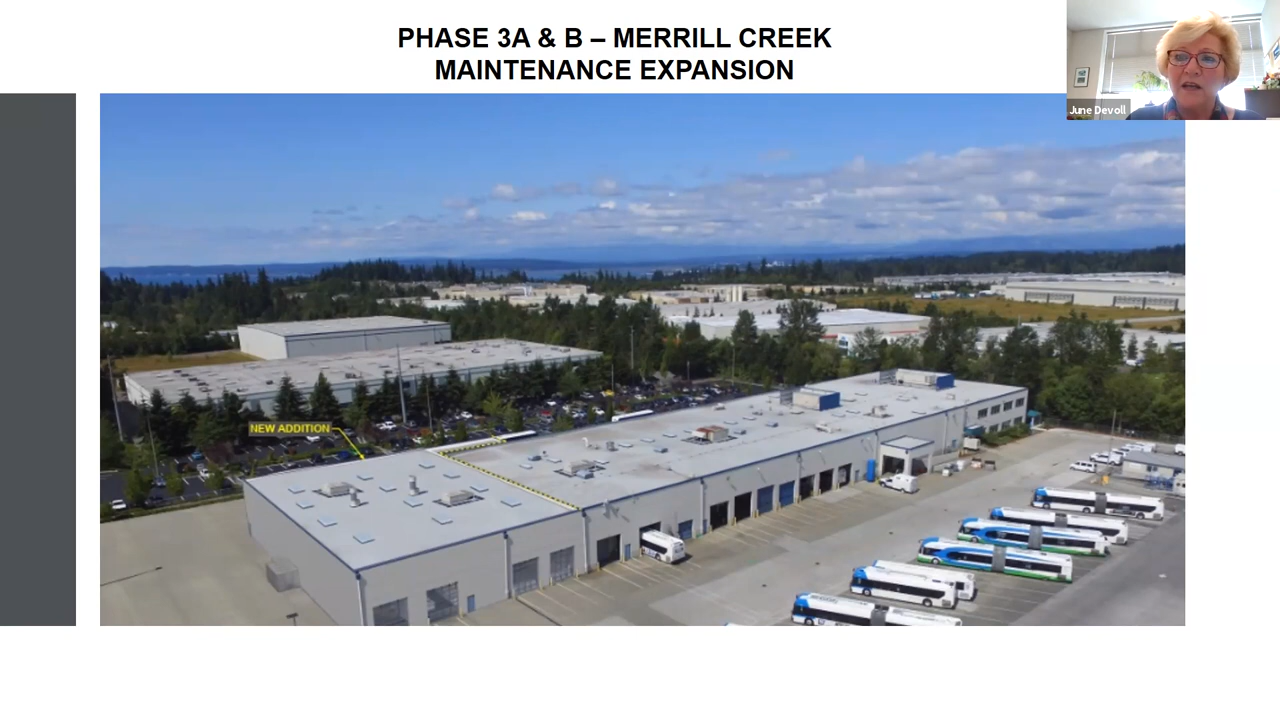 PHASE 3A & B – MERRILL CREEK
MAINTENANCE EXPANSION
June Devoll
NEW ADDITION